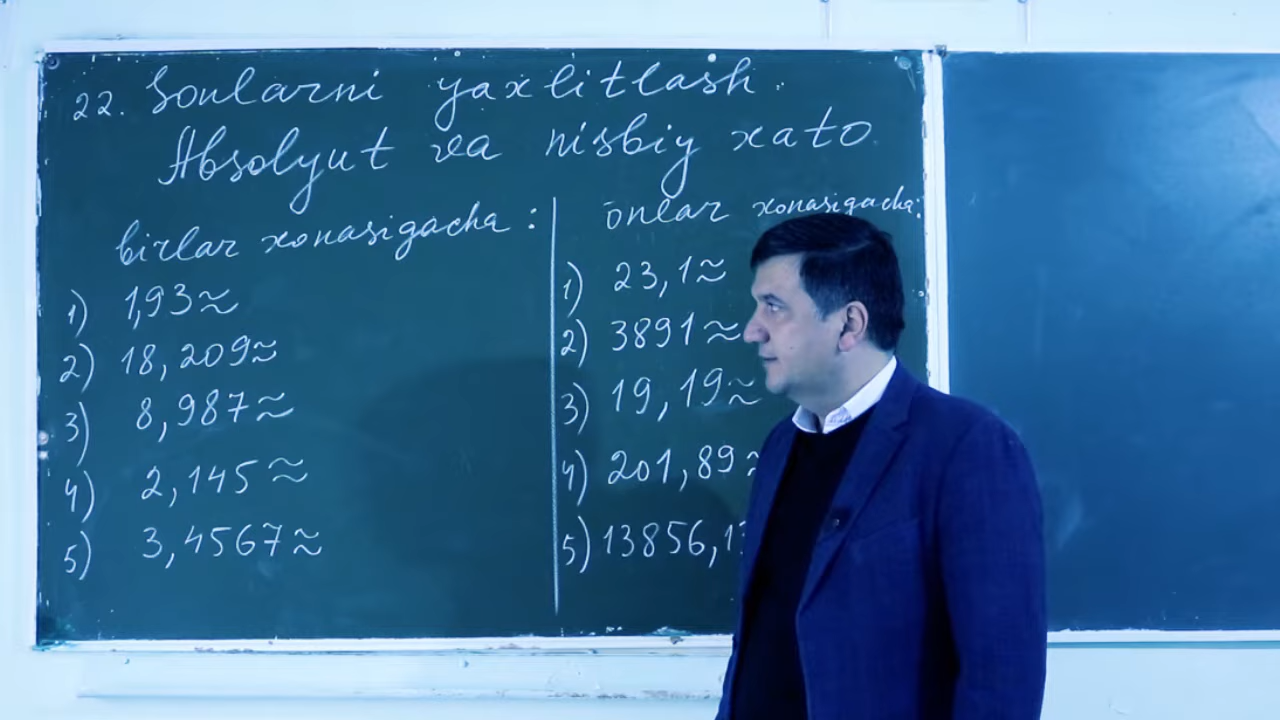 22. Sonlarni yaxlitlash.
Absolyut va nisbiy xato
birlar xonasigacha:
1) 1,93≈
2) 18,209≈
3) 8,987≈
4) 2,145≈
5) 3,4567≈
onlar xonasigacha:
1) 23,1≈
2) 3891≈
3) 19,19≈
4) 201,89≈
5) 13856,1